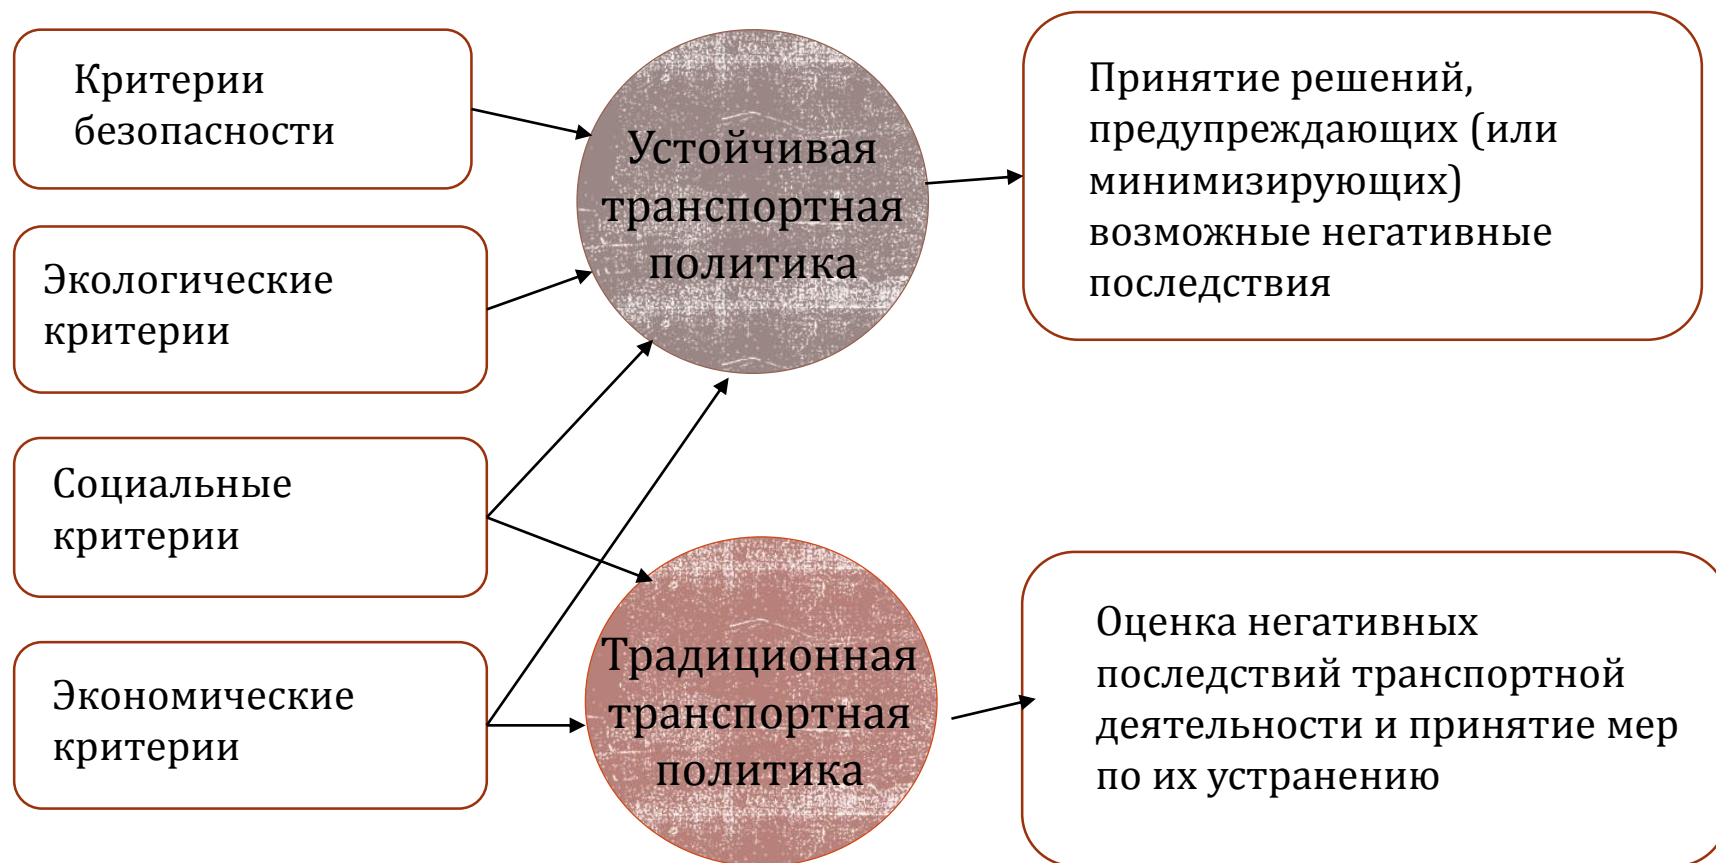 Критерии
безопасности
Экологические
критерии
Социальные
критерии
Экономические
критерии
Устойчивая
транспортная
политика
Традиционная
транспортная
политика
Принятие решений,
предупреждающих (или
минимизирующих)
возможные негативные
последствия
Оценка негативных
последствий транспортной
деятельности и принятие мер
по их устранению